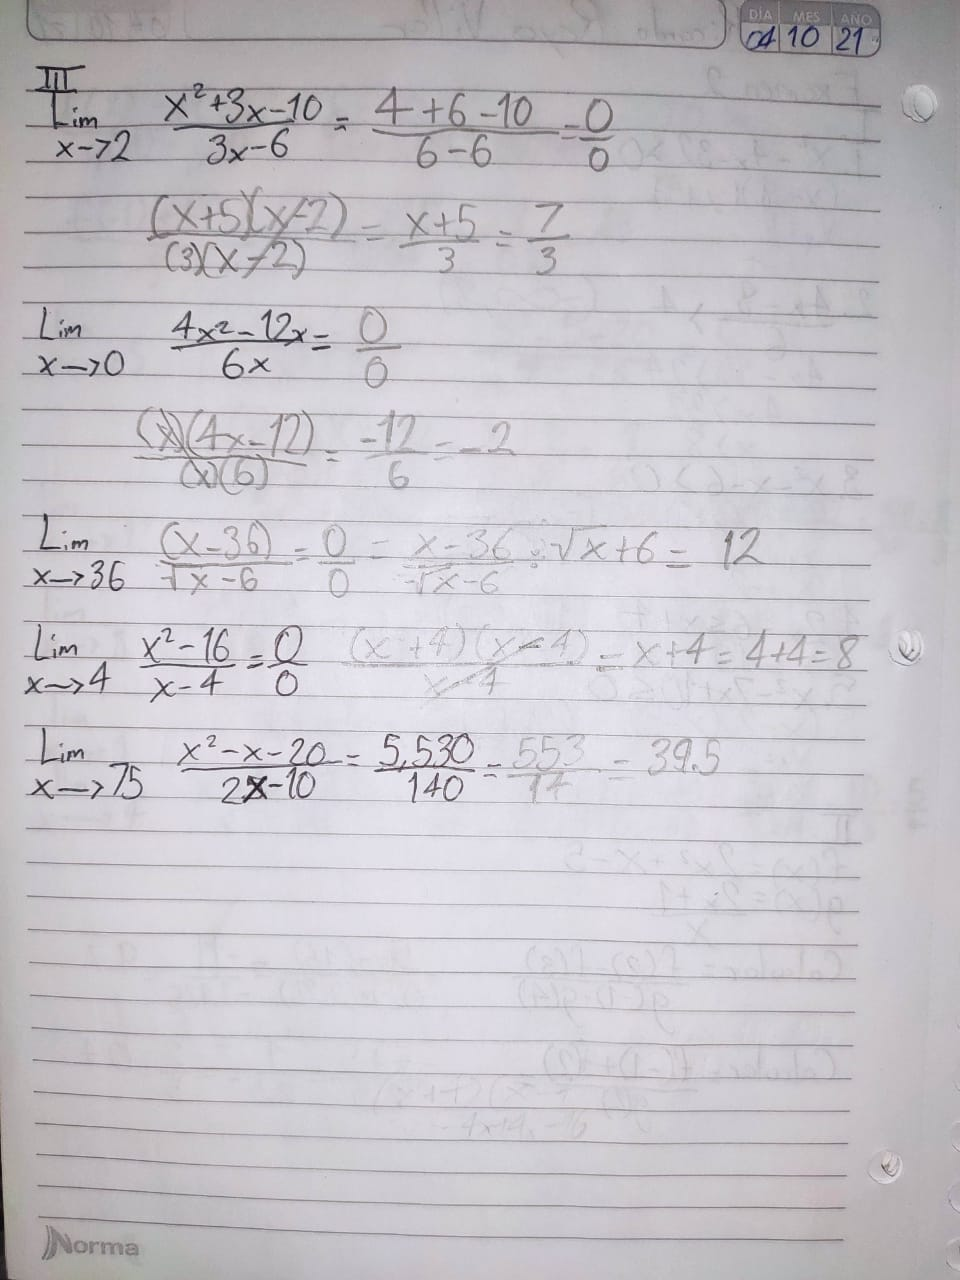 DÍA MES AÑO
04 10 21
III
Lim x²+3x-10 = 4+6-10 = 0
x->2 3x-6 6-6 0
(x+5)(x-2) = x+5 = 7
(3)(x-2) 3 3
Lim 4x²-12x = 0
x->0 6x 0
(x)(4x-12) = -12 = -2
(x)(6) 6
Lim (x-36) = 0 = x-36 : √x+6 = 12
x->36 √x-6 0 √x-6
Lim x²-16 = 0 (x+4)(x-4) = x+4=4+4=8
x->4 x-4 0 x-4
Lim x²-x-20 = 5,530 = 553 = 39.5
x->75 2x-10 140 14
Norma